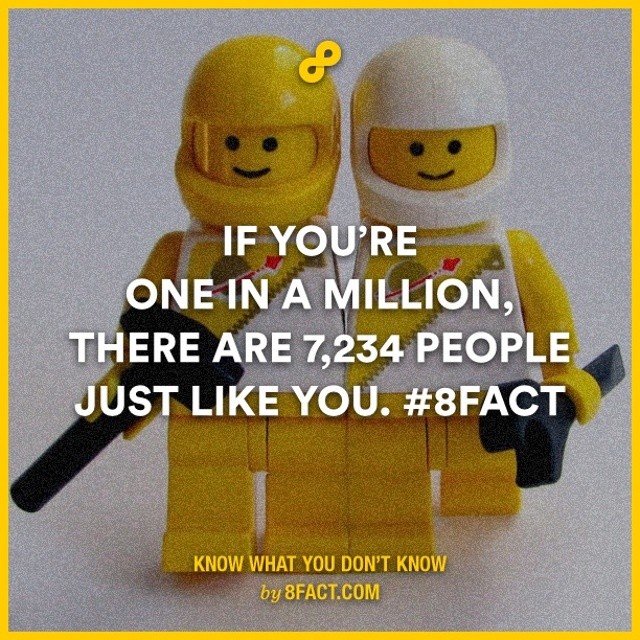 IF YOU’RE
ONE IN A MILLION,
THERE ARE 7,234 PEOPLE
JUST LIKE YOU. #8FACT
KNOW WHAT YOU DON’T KNOW
by 8FACT.COM